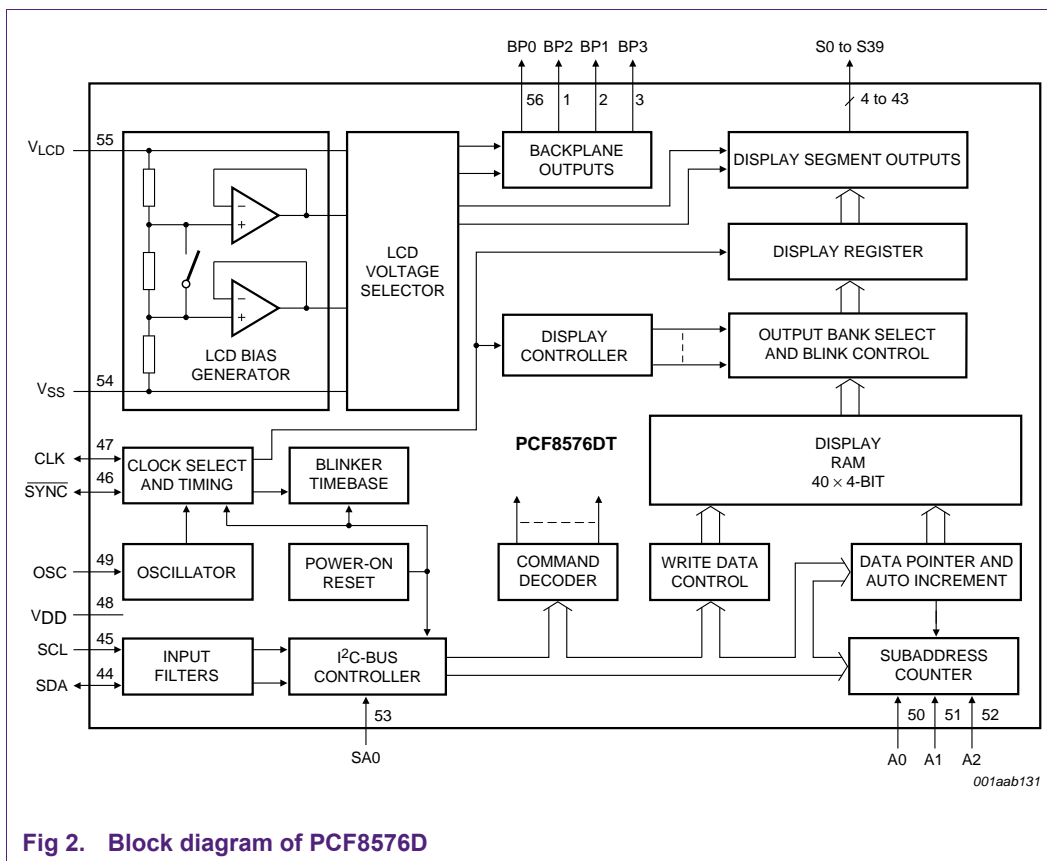 BP0 BP2 BP1 BP3
S0 to S39
56 1 2 3
4 to 43
VLCD
55
BACKPLANE
OUTPUTS
DISPLAY SEGMENT OUTPUTS
LCD
VOLTAGE
SELECTOR
DISPLAY REGISTER
LCD BIAS
GENERATOR
DISPLAY
CONTROLLER
OUTPUT BANK SELECT
AND BLINK CONTROL
VSS
54
PCF8576DT
CLK
47
SYNC
46
CLOCK SELECT
AND TIMING
BLINKER
TIMEBASE
DISPLAY
RAM
40 × 4-BIT
OSC
49
OSCILLATOR
POWER-ON
RESET
COMMAND
DECODER
WRITE DATA
CONTROL
DATA POINTER AND
AUTO INCREMENT
VDD
48
SCL
45
SDA
44
INPUT
FILTERS
I²C-BUS
CONTROLLER
SUBADDRESS
COUNTER
53
50 51 52
SA0
A0 A1 A2
001aab131
Fig 2. Block diagram of PCF8576D